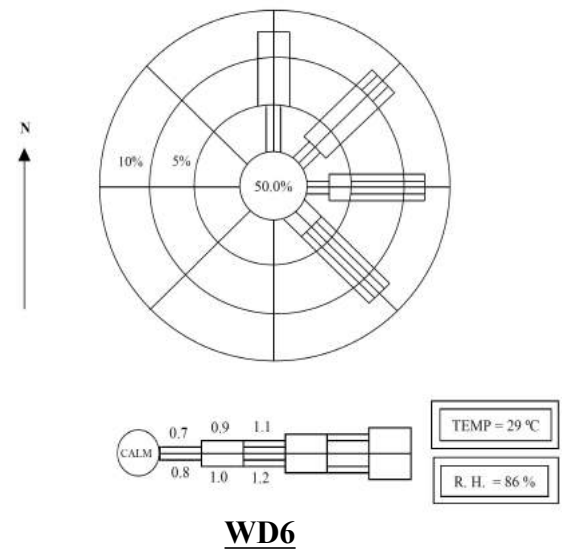 N
10% 5%
50.0%
0.7 0.9 1.1
CALM
0.8 1.0 1.2
TEMP = 29 ºC
R. H. = 86 %
WD6